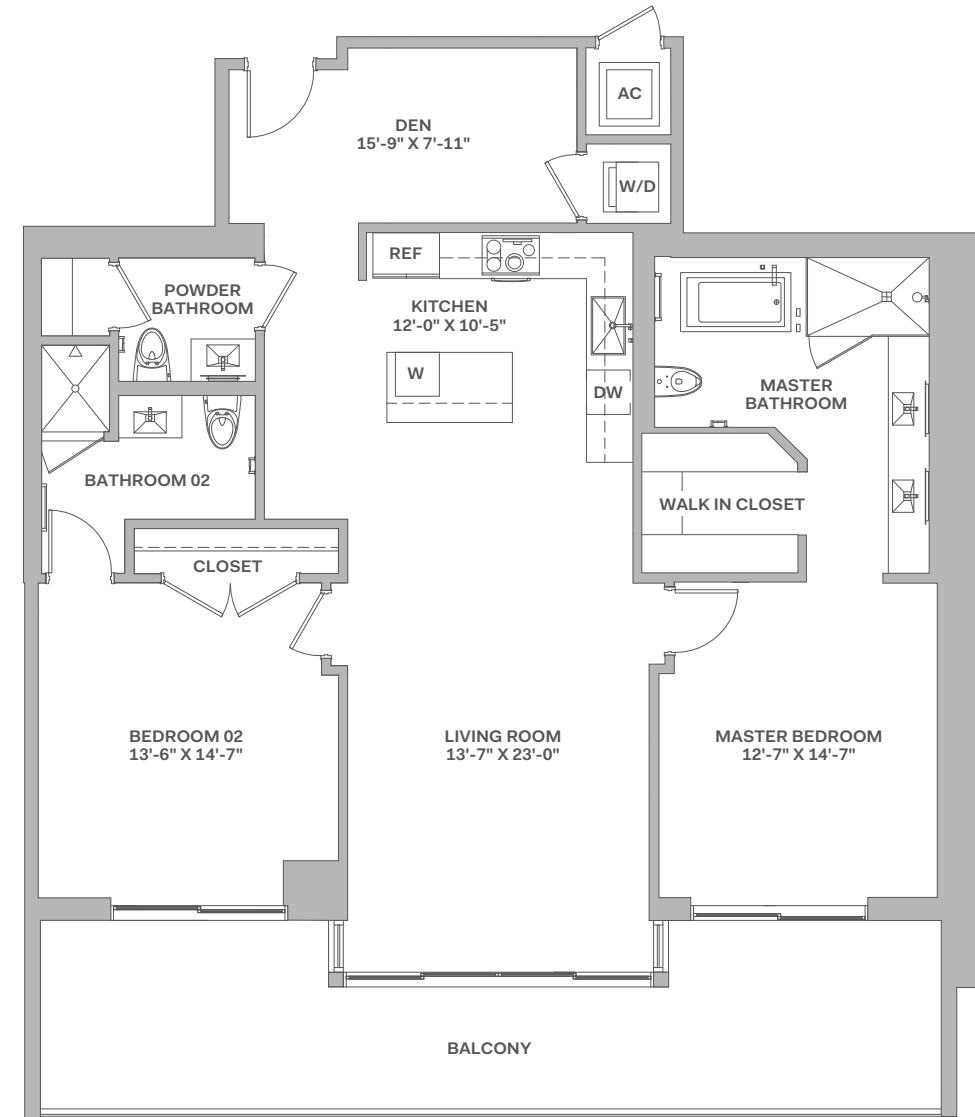 AC
DEN
15'-9" X 7'-11"
W/D
REF
POWDER
BATHROOM
KITCHEN
12'-0" X 10'-5"
W
DW
MASTER
BATHROOM
BATHROOM 02
WALK IN CLOSET
CLOSET
BEDROOM 02
13'-6" X 14'-7"
LIVING ROOM
13'-7" X 23'-0"
MASTER BEDROOM
12'-7" X 14'-7"
BALCONY